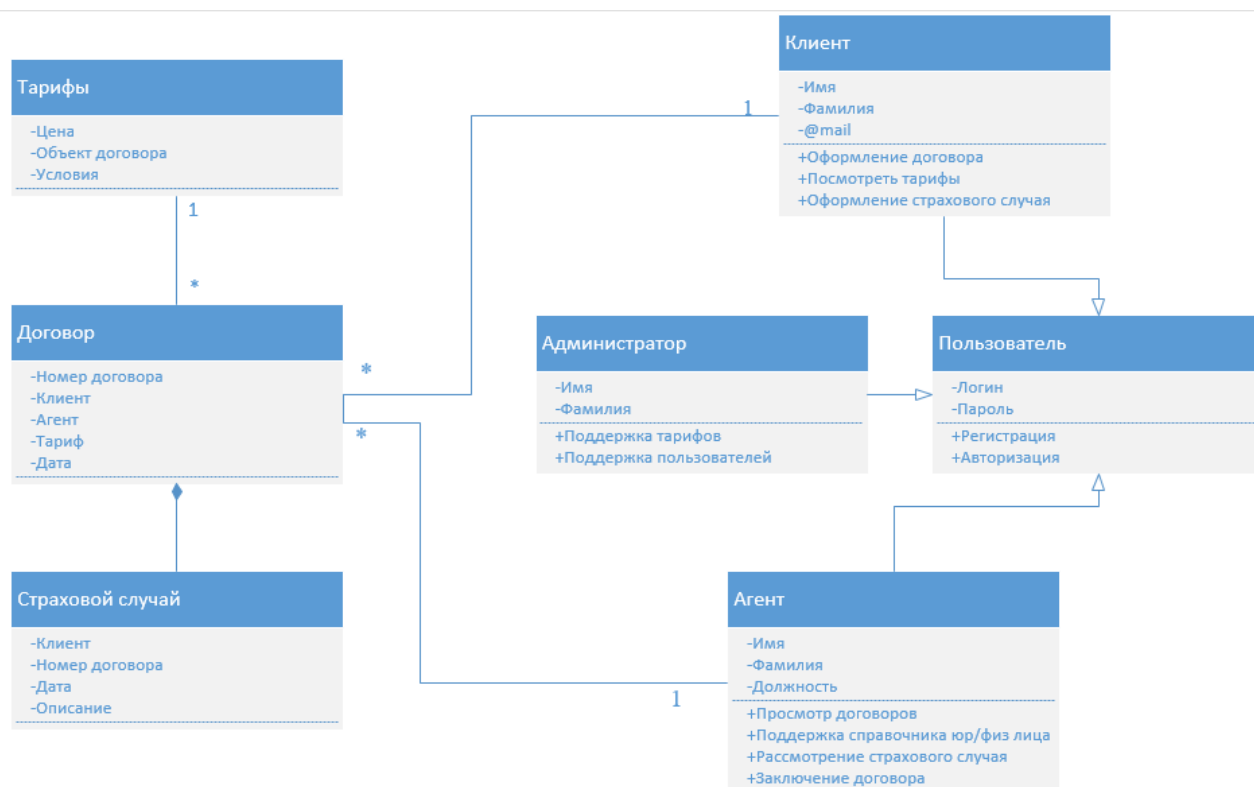 Тарифы
-Цена
-Объект договора
-Условия
1
*
Договор
-Номер договора
-Клиент
-Агент
-Тариф
-Дата
*
*
Страховой случай
-Клиент
-Номер договора
-Дата
-Описание
Клиент
-Имя
-Фамилия
-@mail
+Оформление договора
+Посмотреть тарифы
+Оформление страхового случая
1
Администратор
-Имя
-Фамилия
+Поддержка тарифов
+Поддержка пользователей
Пользователь
-Логин
-Пароль
+Регистрация
+Авторизация
Агент
-Имя
-Фамилия
-Должность
+Просмотр договоров
+Поддержка справочника юр/физ лица
+Рассмотрение страхового случая
+Заключение договора
1